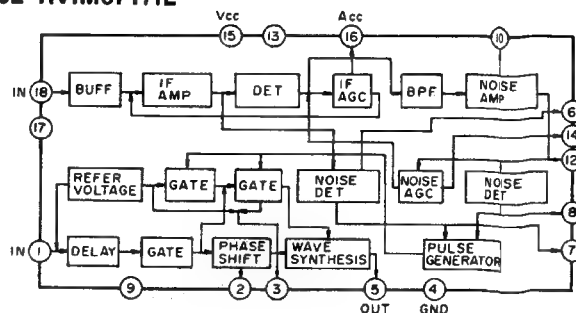 Vcc Acc
15 13 16 10
IN 18 BUFF IF AMP DET IF AGC BPF NOISE AMP
6
17
14
12
REFER VOLTAGE GATE GATE NOISE DET NOISE AGC NOISE DET
8
IN 1 DELAY GATE PHASE SHIFT WAVE SYNTHESIS PULSE GENERATOR 7
9 2 3 5 4
OUT GND